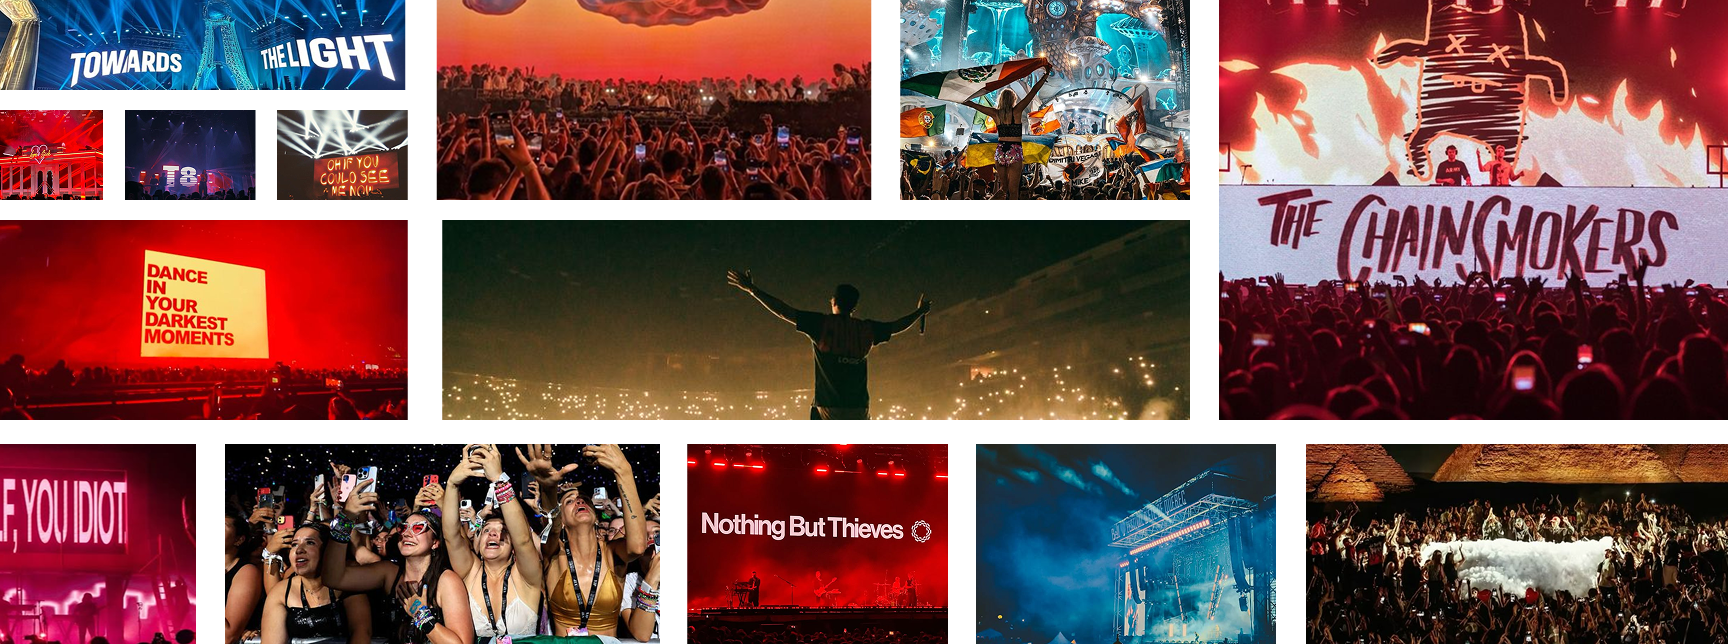 TOWARDS
THE LIGHT
T8
OH IF YOU
COULD SEE
ME NOW
DANCE
IN
YOUR
DARKEST
MOMENTS
LOGIC
DIMITRI VEGAS
THE CHAINSMOKERS
F, YOU IDIOT.
Nothing But Thieves